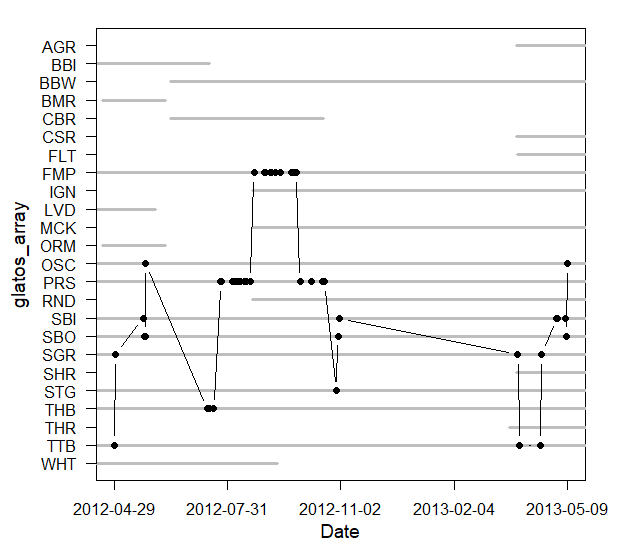 glatos_array
AGR
BBI
BBW
BMR
CBR
CSR
FLT
FMP
IGN
LVD
MCK
ORM
OSC
PRS
RND
SBI
SBO
SGR
SHR
STG
THB
THR
TTB
WHT
2012-04-29 2012-07-31 2012-11-02 2013-02-04 2013-05-09
Date